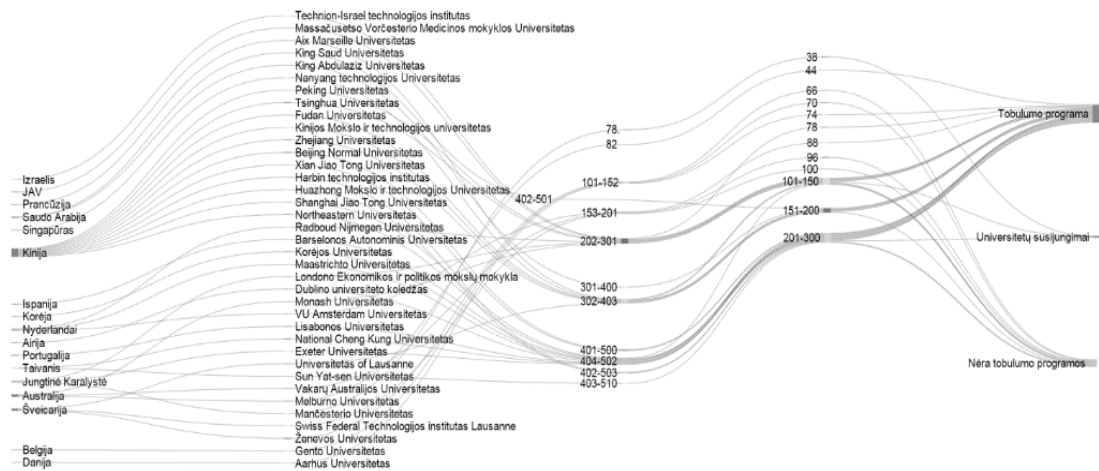 Izraelis
JAV
Prancūzija
Saudo Arabija
Singapūras
Kinija
Ispanija
Korėja
Nyderlandai
Airija
Portugalija
Taivanis
Jungtinė Karalystė
Australija
Šveicarija
Belgija
Danija
Technion-Israel technologijos institutas
Massačusetso Vorčesterio Medicinos mokyklos Universitetas
Aix Marseille Universitetas
King Saud Universitetas
King Abdulaziz Universitetas
Nanyang technologijos Universitetas
Peking Universitetas
Tsinghua Universitetas
Fudan Universitetas
Kinijos Mokslo ir technologijos universitetas
Zhejiang Universitetas
Beijing Normal Universitetas
Xian Jiao Tong Universitetas
Harbin technologijos institutas
Huazhong Mokslo ir technologijos Universitetas
Shanghai Jiao Tong Universitetas
Northeastern Universitetas
Radboud Nijmegen Universitetas
Barselonos Autonominis Universitetas
Korėjos Universitetas
Maastrichto Universitetas
Londono Ekonomikos ir politikos mokslų mokykla
Dublino universiteto koledžas
Monash Universitetas
VU Amsterdam Universitetas
Lisabonos Universitetas
National Cheng Kung Universitetas
Exeter Universitetas
Universitetas of Lausanne
Sun Yat-sen Universitetas
Vakarų Australijos Universitetas
Melburno Universitetas
Mančesterio Universitetas
Swiss Federal Technologijos institutas Lausanne
Ženevos Universitetas
Gento Universitetas
Aarhus Universitetas
402-501
78.
82
101-152
153-201
202-301
301-400
302-403
401-500
404-502
402-503
403-510
38
44
66
70
74
78
88
96
100
101-150
151-200
201-300
Tobulumo programa
Universitetų susijungimai
Nėra tobulumo programos